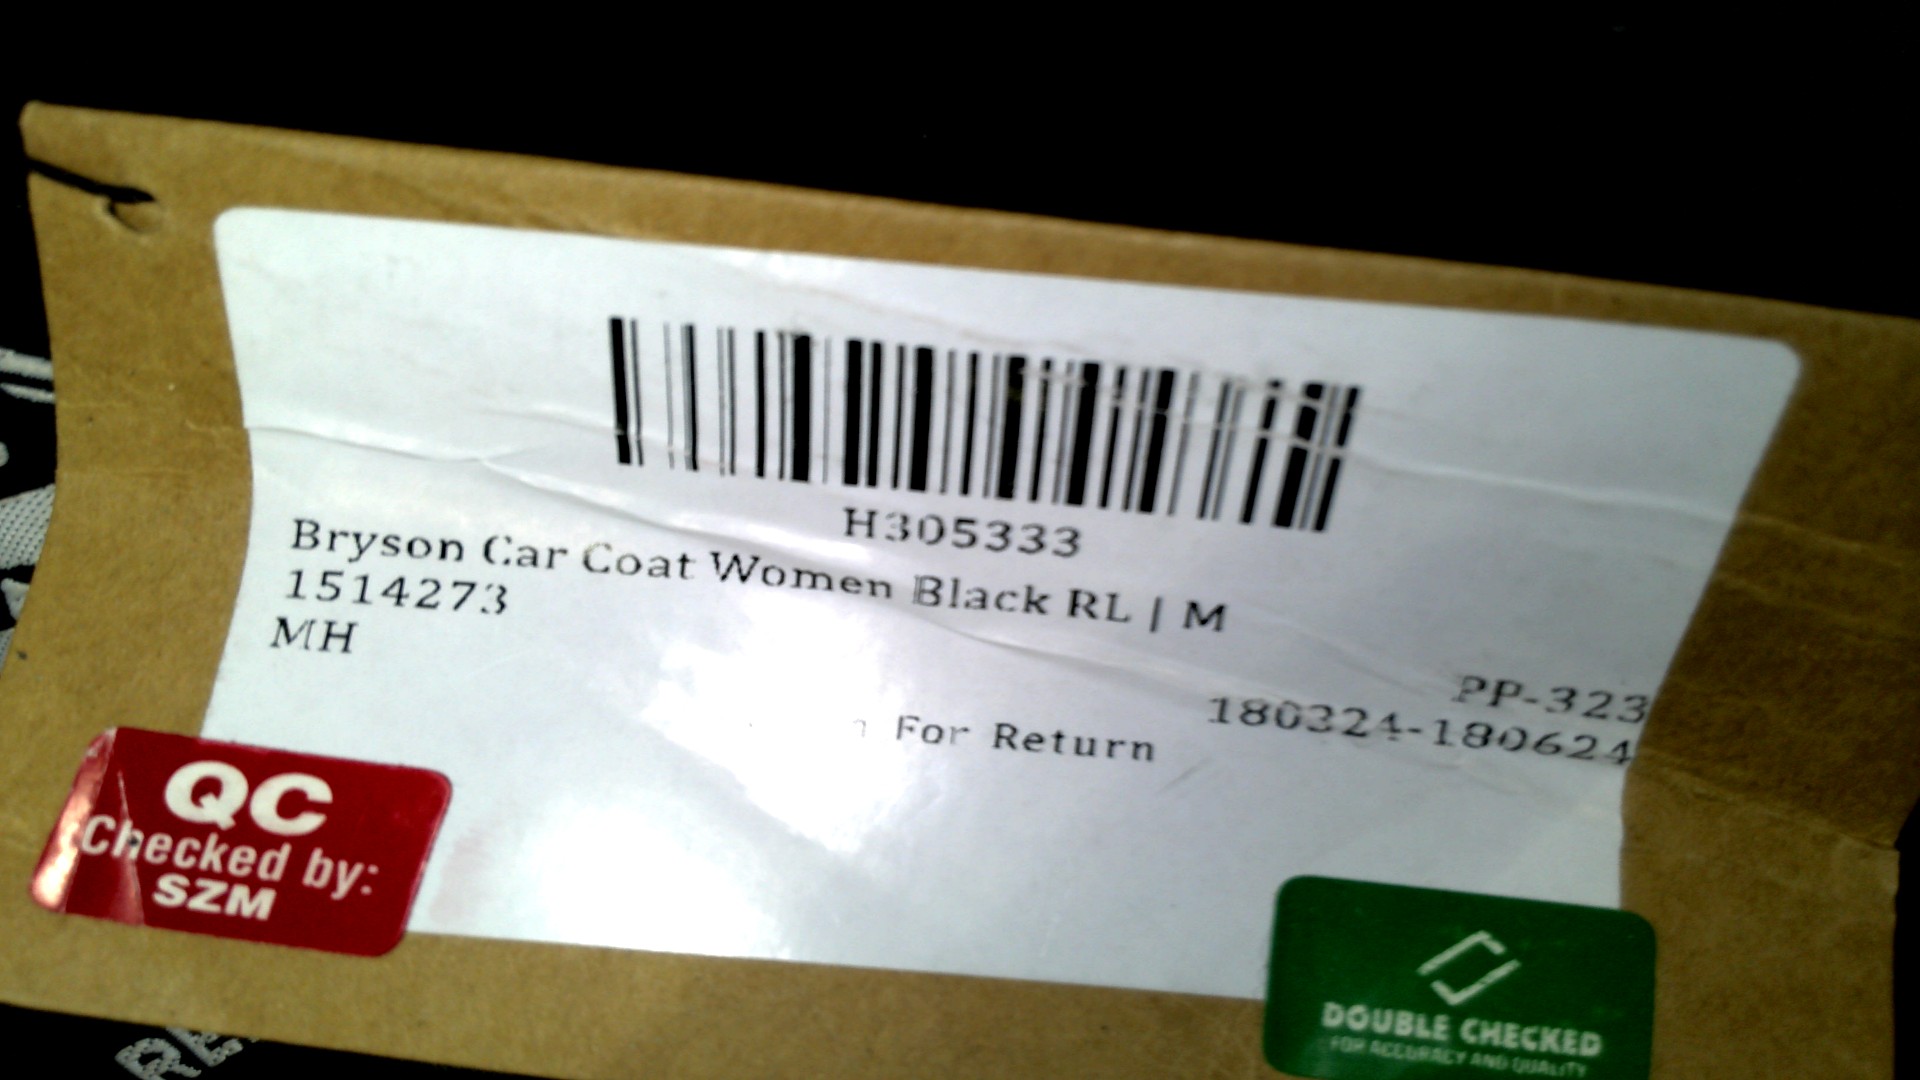 H305333
Bryson Car Coat Women Black RL | M
1514273
MH
PP-323
180324-180624
For Return
QC
Checked by:
SZM
DOUBLE CHECKED
FOR ACCURACY AND QUALITY